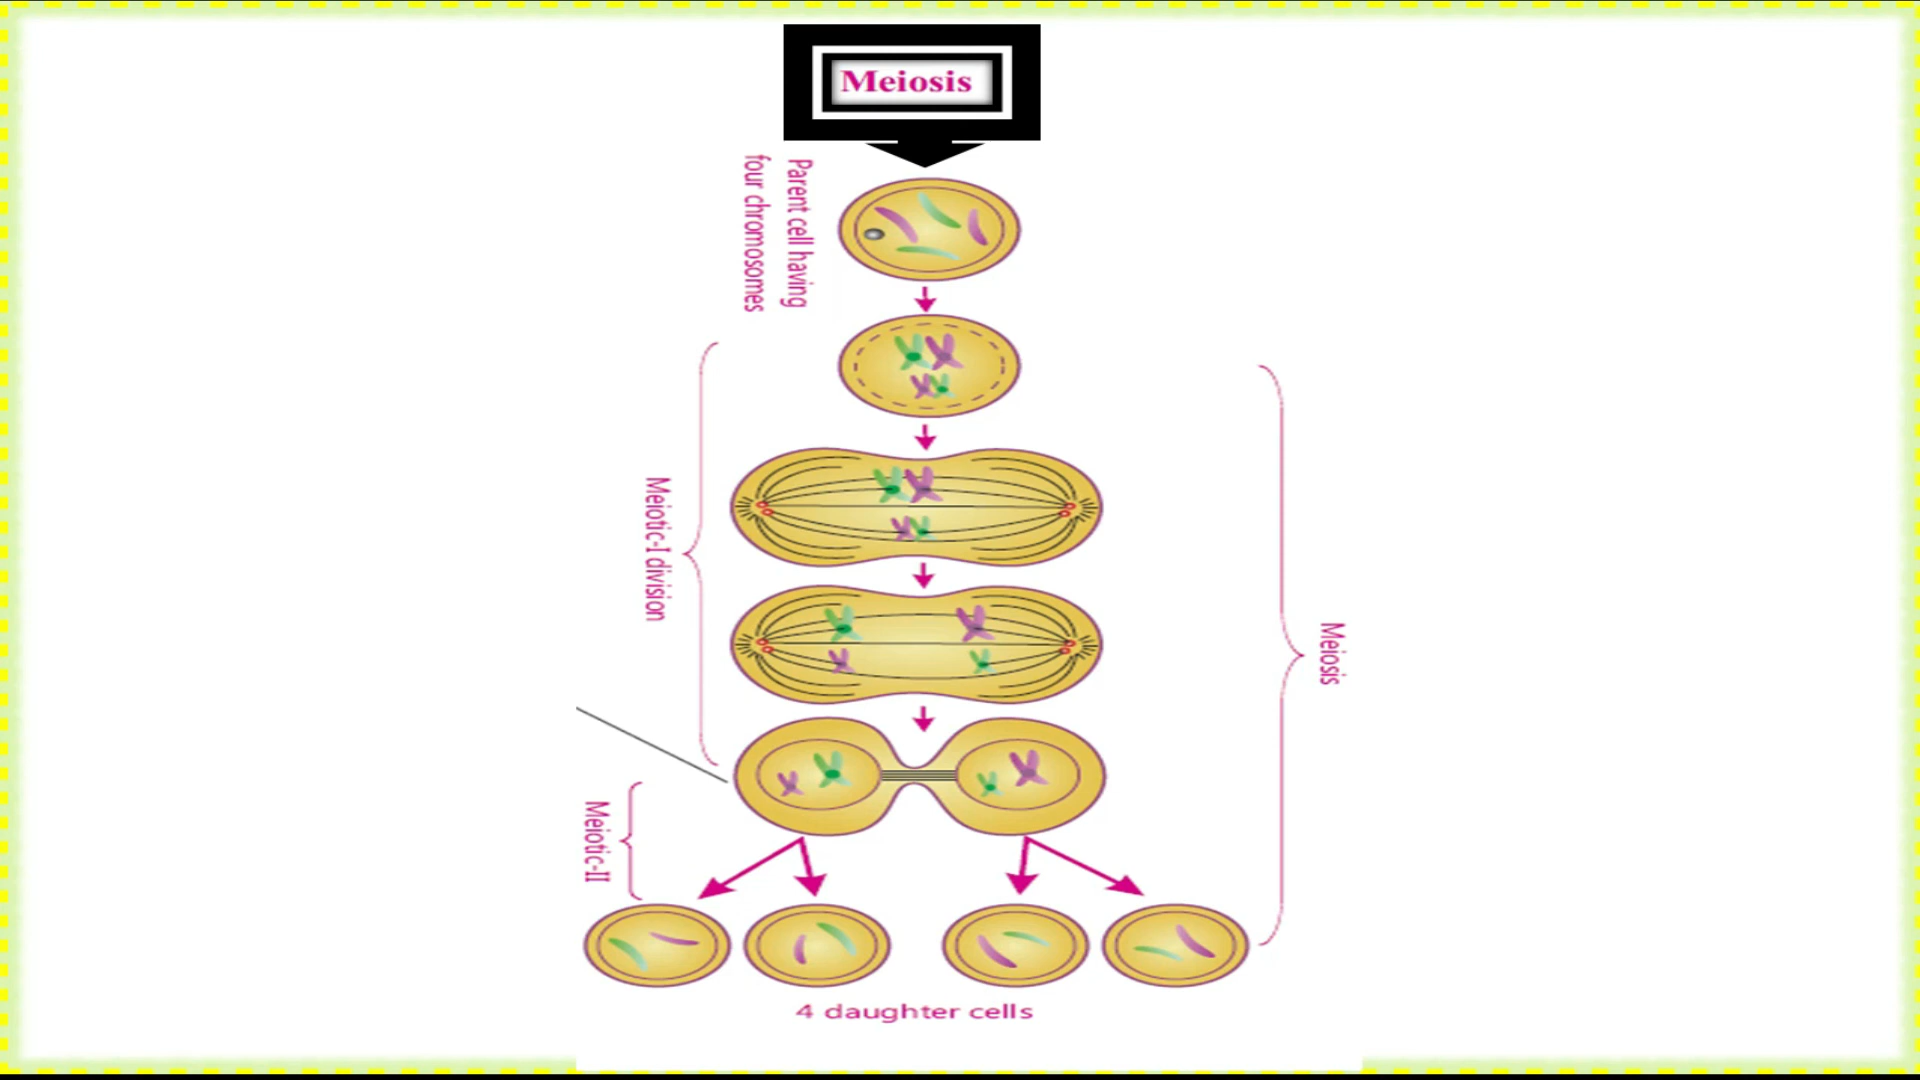 Meiosis
Parent cell having
four chromosomes
Meiotic-I division
Meiosis
Meiotic-II
4 daughter cells